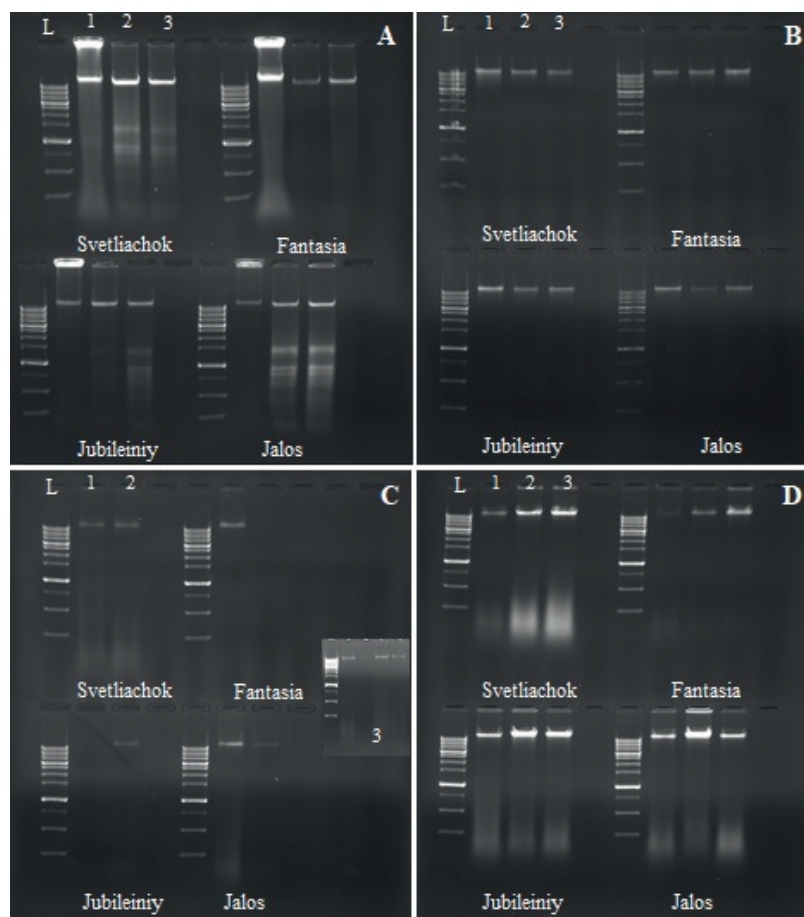 L 1 2 3 A
Svetliachok Fantasia
Jubileiniy Jalos
L 1 2 3 B
Svetliachok Fantasia
Jubileiniy Jalos
L 1 2 C
Svetliachok Fantasia
3
Jubileiniy Jalos
L 1 2 3 D
Svetliachok Fantasia
Jubileiniy Jalos